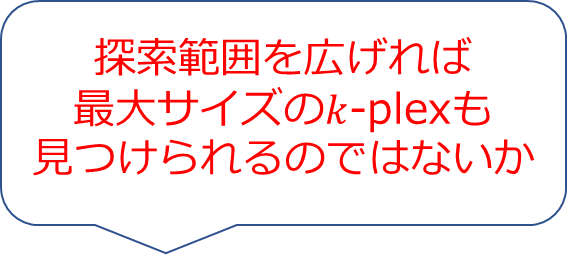 探索範囲を広げれば
最大サイズのk-plexも
見つけられるのではないか